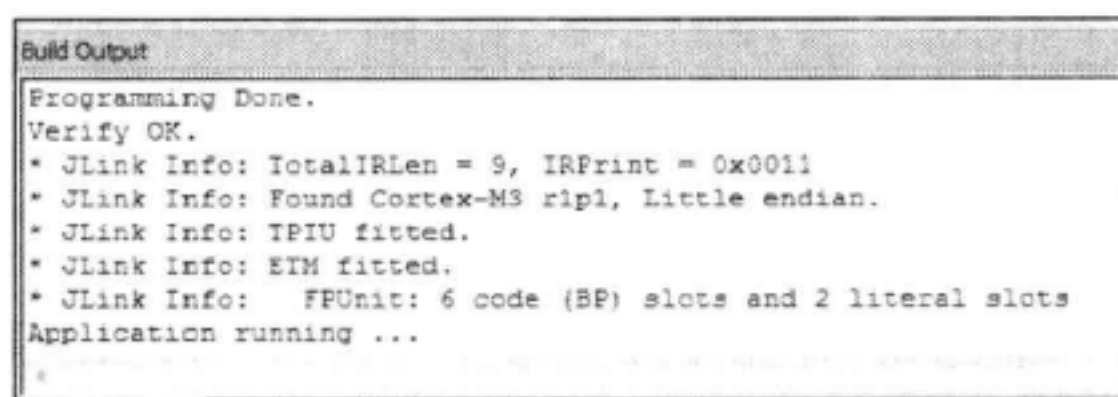 Build Output
Programming Done.
Verify OK.
* JLink Info: TotalIRLen = 9, IRPrint = 0x0011
* JLink Info: Found Cortex-M3 r1p1, Little endian.
* JLink Info: TPIU fitted.
* JLink Info: ETM fitted.
* JLink Info:   FPUnit: 6 code (BP) slots and 2 literal slots
Application running ...